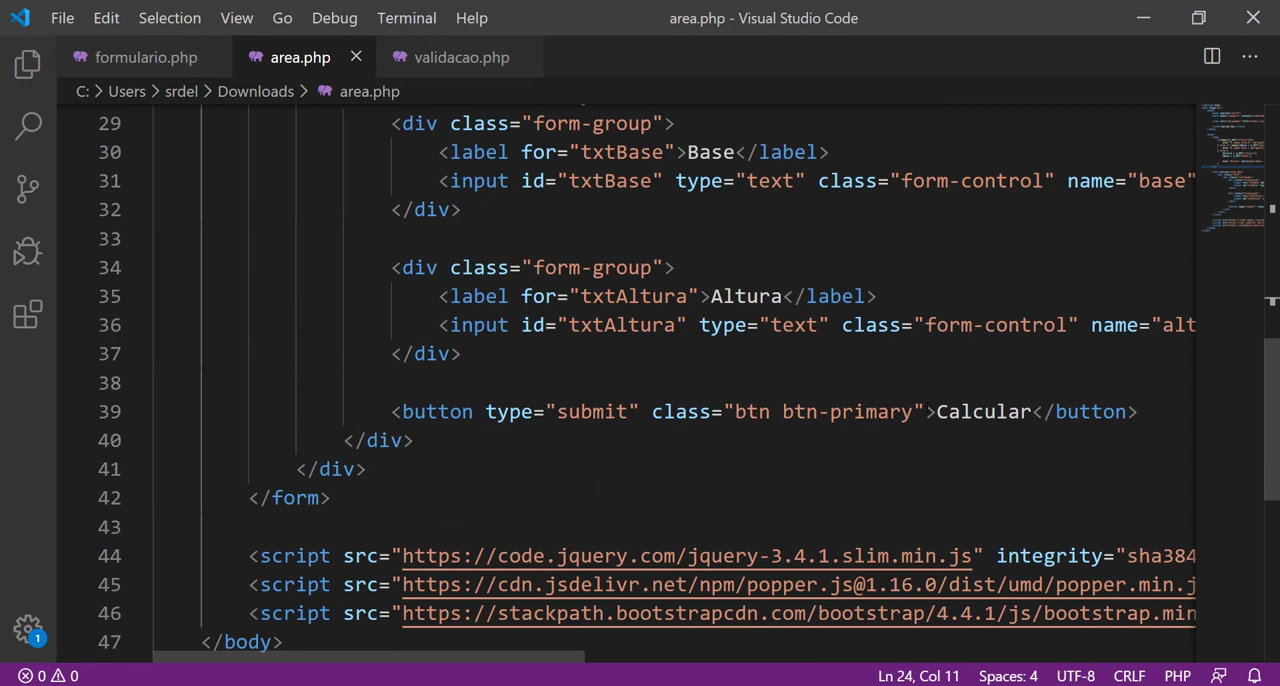 File Edit Selection View Go Debug Terminal Help area.php - Visual Studio Code
formulario.php area.php validacao.php
C: > Users > srdel > Downloads > area.php
29 <div class="form-group">
30 <label for="txtBase">Base</label>
31 <input id="txtBase" type="text" class="form-control" name="base"
32 </div>
33
34 <div class="form-group">
35 <label for="txtAltura">Altura</label>
36 <input id="txtAltura" type="text" class="form-control" name="alt
37 </div>
38
39 <button type="submit" class="btn btn-primary">Calcular</button>
40 </div>
41 </div>
42 </form>
43
44 <script src="https://code.jquery.com/jquery-3.4.1.slim.min.js" integrity="sha384
45 <script src="https://cdn.jsdelivr.net/npm/popper.js@1.16.0/dist/umd/popper.min.j
46 <script src="https://stackpath.bootstrapcdn.com/bootstrap/4.4.1/js/bootstrap.min
47 </body>
1
0 0 Ln 24, Col 11 Spaces: 4 UTF-8 CRLF PHP